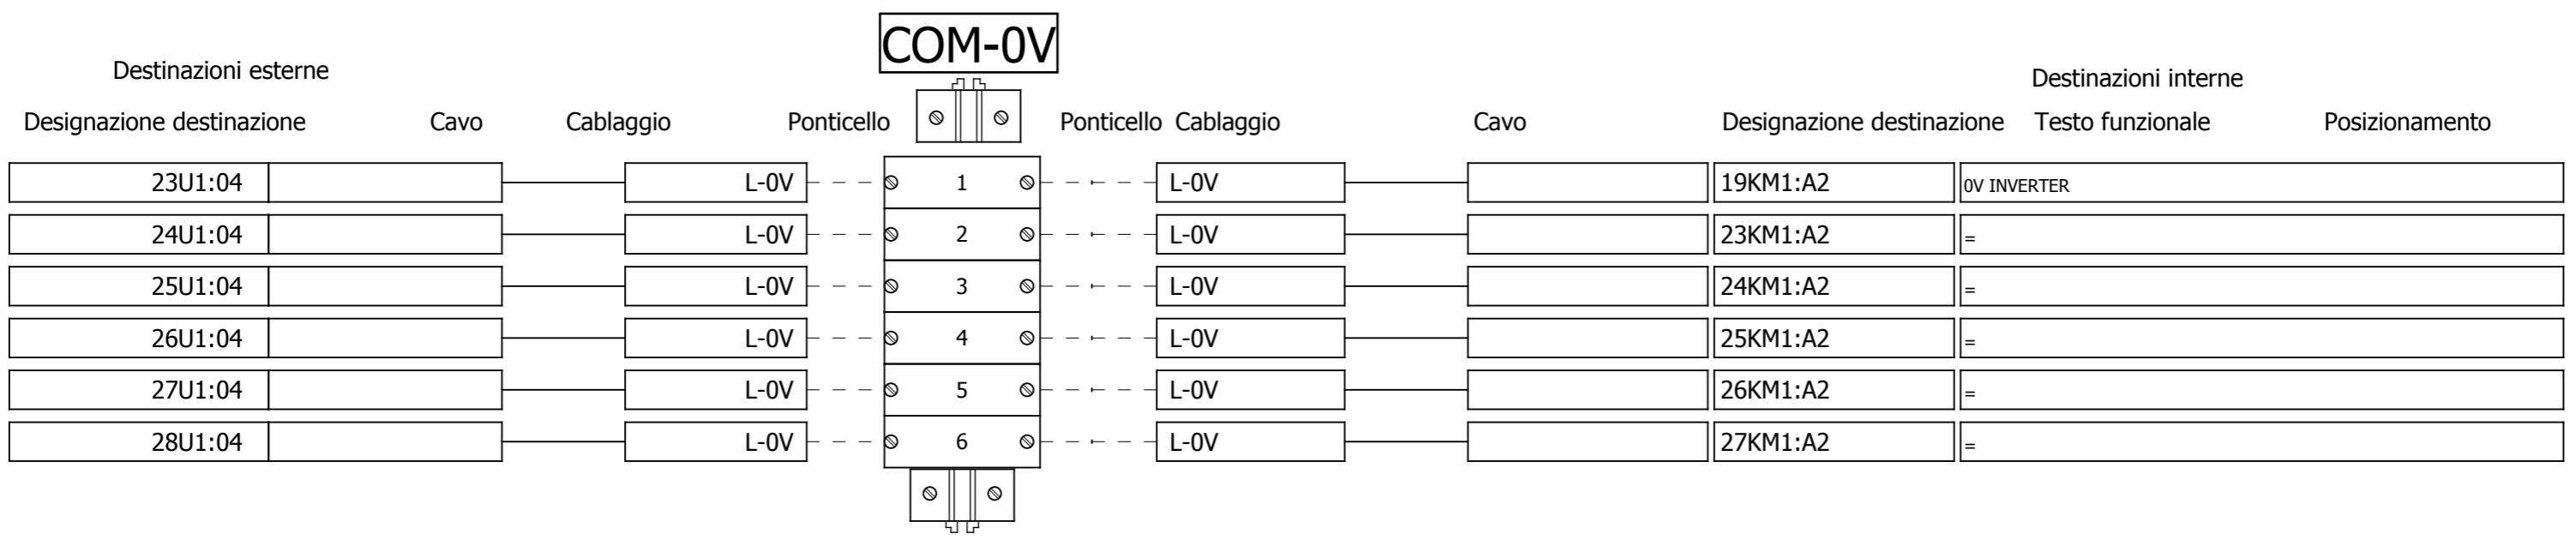 COM-0V
Destinazioni esterne
Destinazioni interne
Designazione destinazione Cavo Cablaggio Ponticello Ponticello Cablaggio Cavo Designazione destinazione Testo funzionale Posizionamento
23U1:04 L-0V 1 L-0V 19KM1:A2 0V INVERTER
24U1:04 L-0V 2 L-0V 23KM1:A2 =
25U1:04 L-0V 3 L-0V 24KM1:A2 =
26U1:04 L-0V 4 L-0V 25KM1:A2 =
27U1:04 L-0V 5 L-0V 26KM1:A2 =
28U1:04 L-0V 6 L-0V 27KM1:A2 =